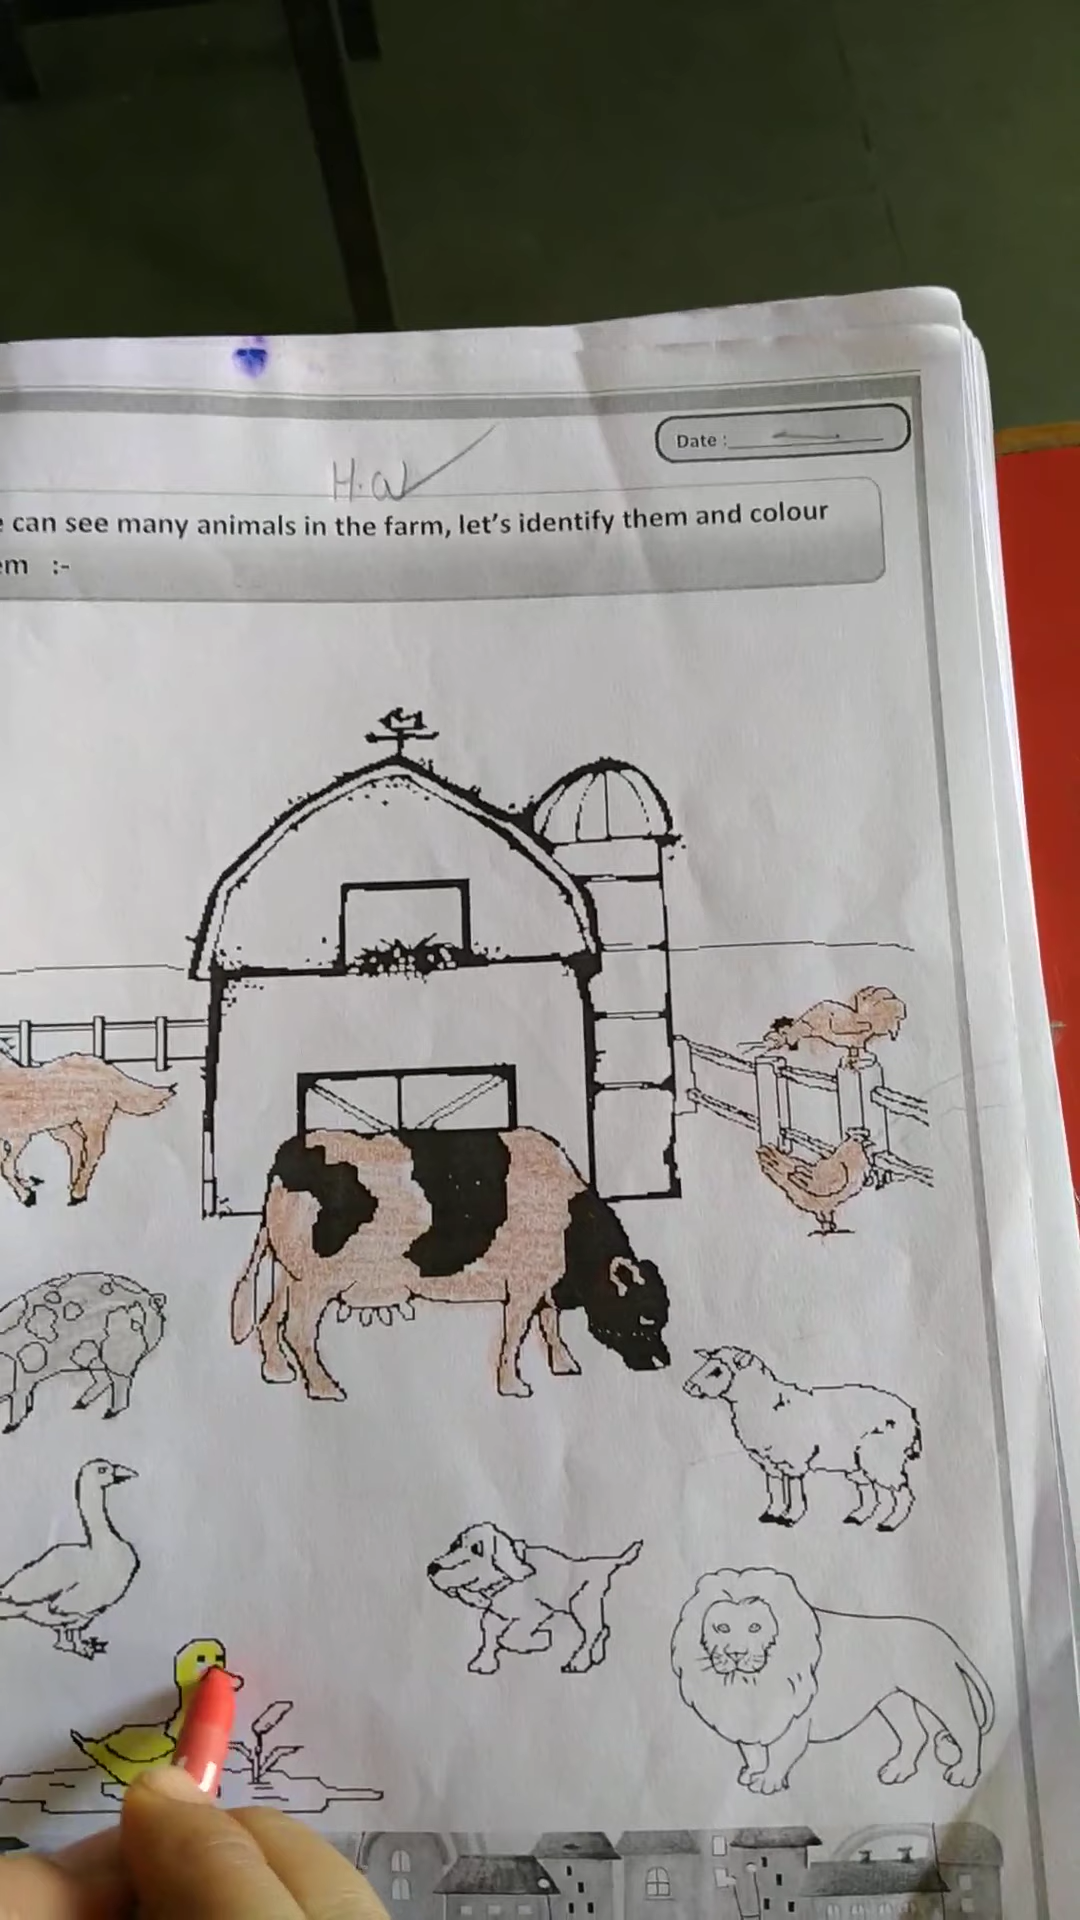 Date :
H.W
can see many animals in the farm, let's identify them and colour
em :-